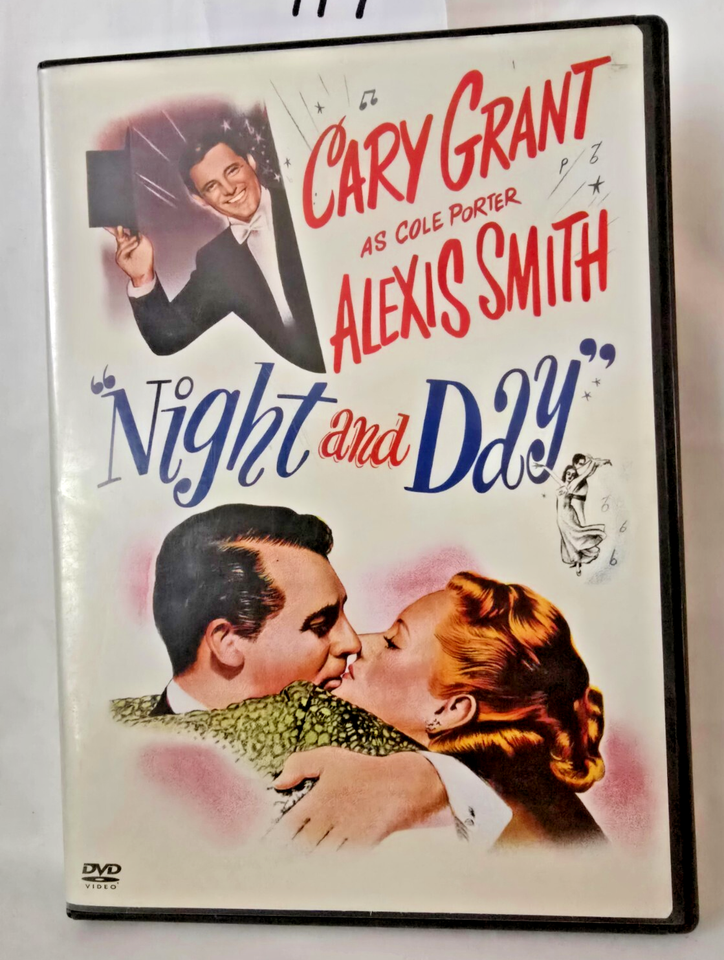 CARY GRANT
AS COLE PORTER
ALEXIS SMITH
"Night and Day"
DVD
VIDEO